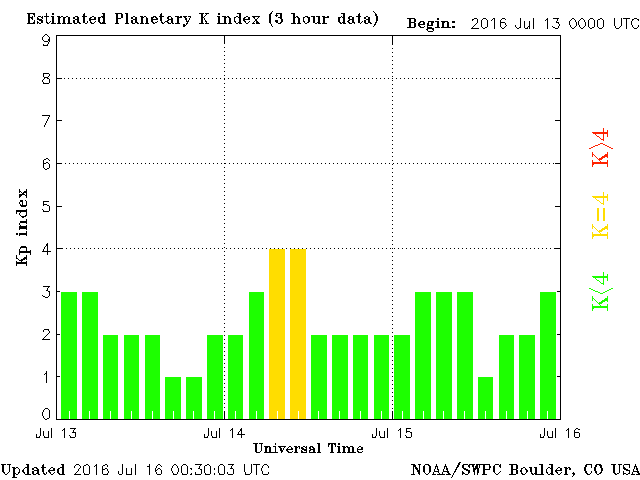 Estimated Planetary K index (3 hour data) Begin: 2016 Jul 13 0000 UTC
9
8
7
6
5
4
3
2
1
0
Kp index
K>4
K=4
K<4
Jul 13 Jul 14 Jul 15 Jul 16
Universal Time
Updated 2016 Jul 16 00:30:03 UTC NOAA/SWPC Boulder, CO USA